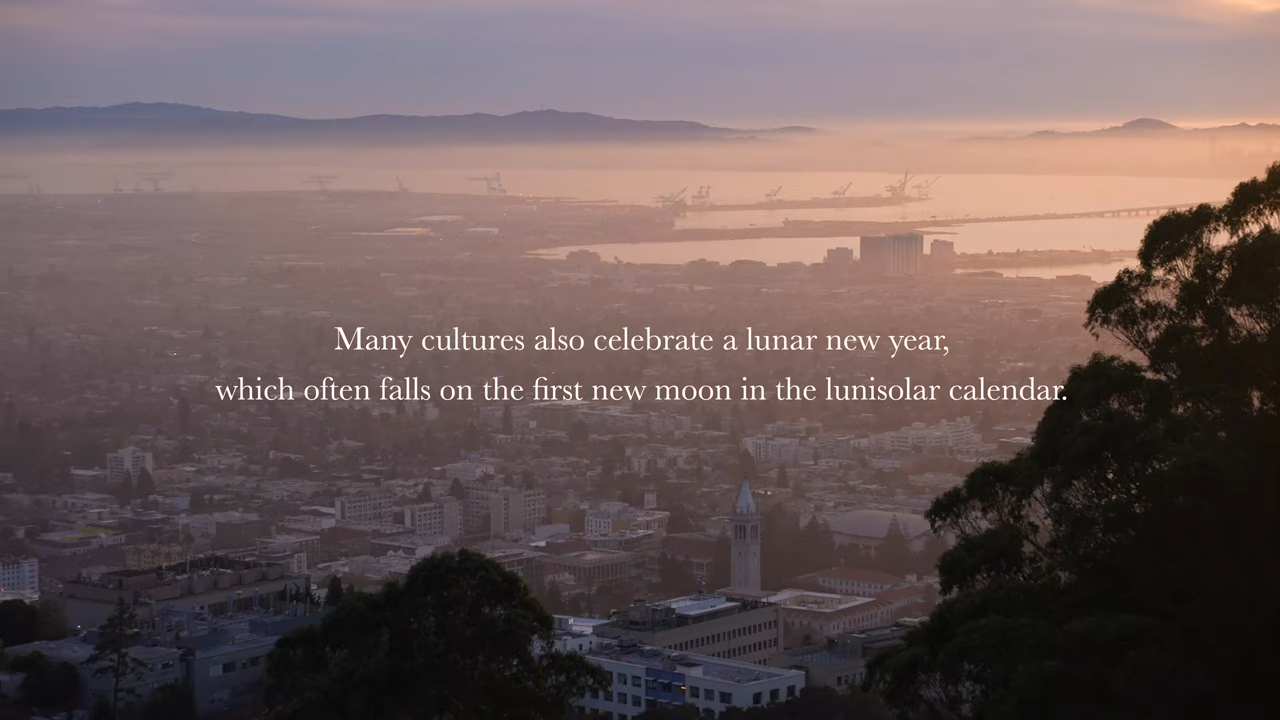 Many cultures also celebrate a lunar new year,
which often falls on the first new moon in the lunisolar calendar.